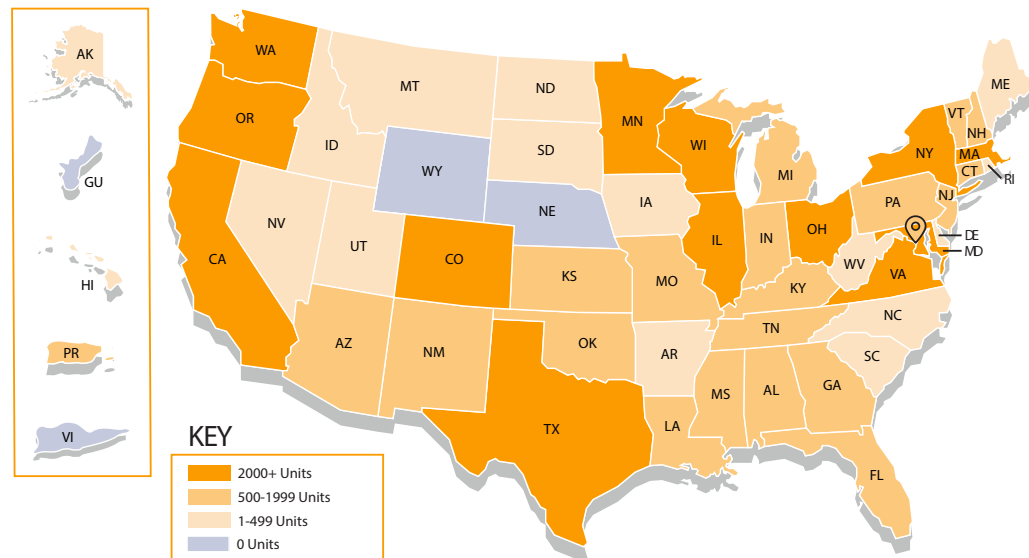 AK
GU
HI
PR
VI
WA
OR
CA
ID
NV
MT
WY
UT
AZ
CO
NM
ND
SD
NE
KS
OK
TX
MN
IA
MO
AR
LA
WI
IL
MI
IN
OH
KY
TN
MS
AL
GA
FL
SC
NC
VA
WV
PA
NY
VT
NH
ME
MA
RI
CT
NJ
DE
MD
KEY
2000+ Units
500-1999 Units
1-499 Units
0 Units